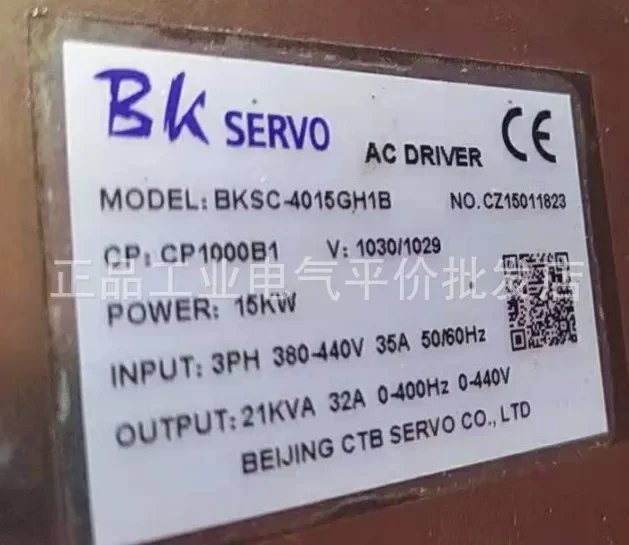 BK SERVO AC DRIVER CE
MODEL: BKSC-4015GH1B NO. CZ15011823
CP: CP1000B1 V: 1030/1029
正品工业电气平价批发店
POWER: 15KW
INPUT: 3PH 380-440V 35A 50/60Hz
OUTPUT: 21KVA 32A 0-400Hz 0-440V
BEIJING CTB SERVO CO., LTD